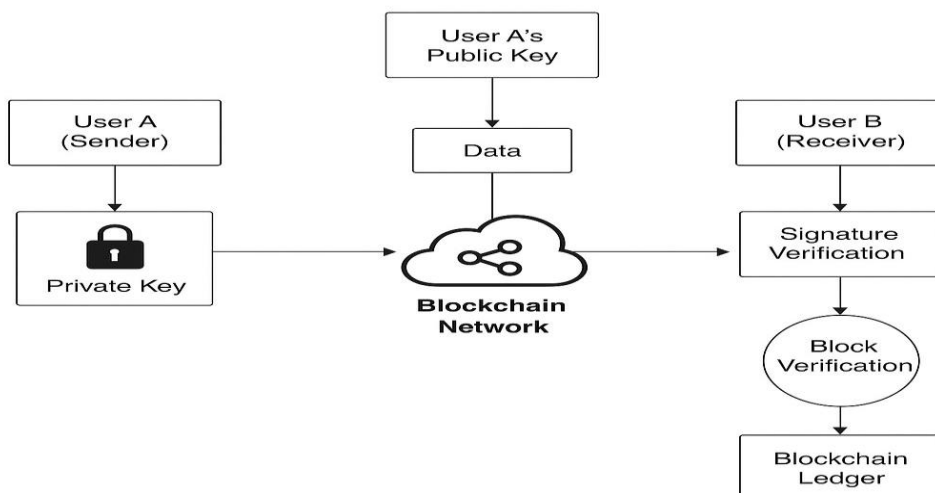 User A's
Public Key
User A
(Sender)
Data
User B
(Receiver)
Private Key
Blockchain
Network
Signature
Verification
Block
Verification
Blockchain
Ledger